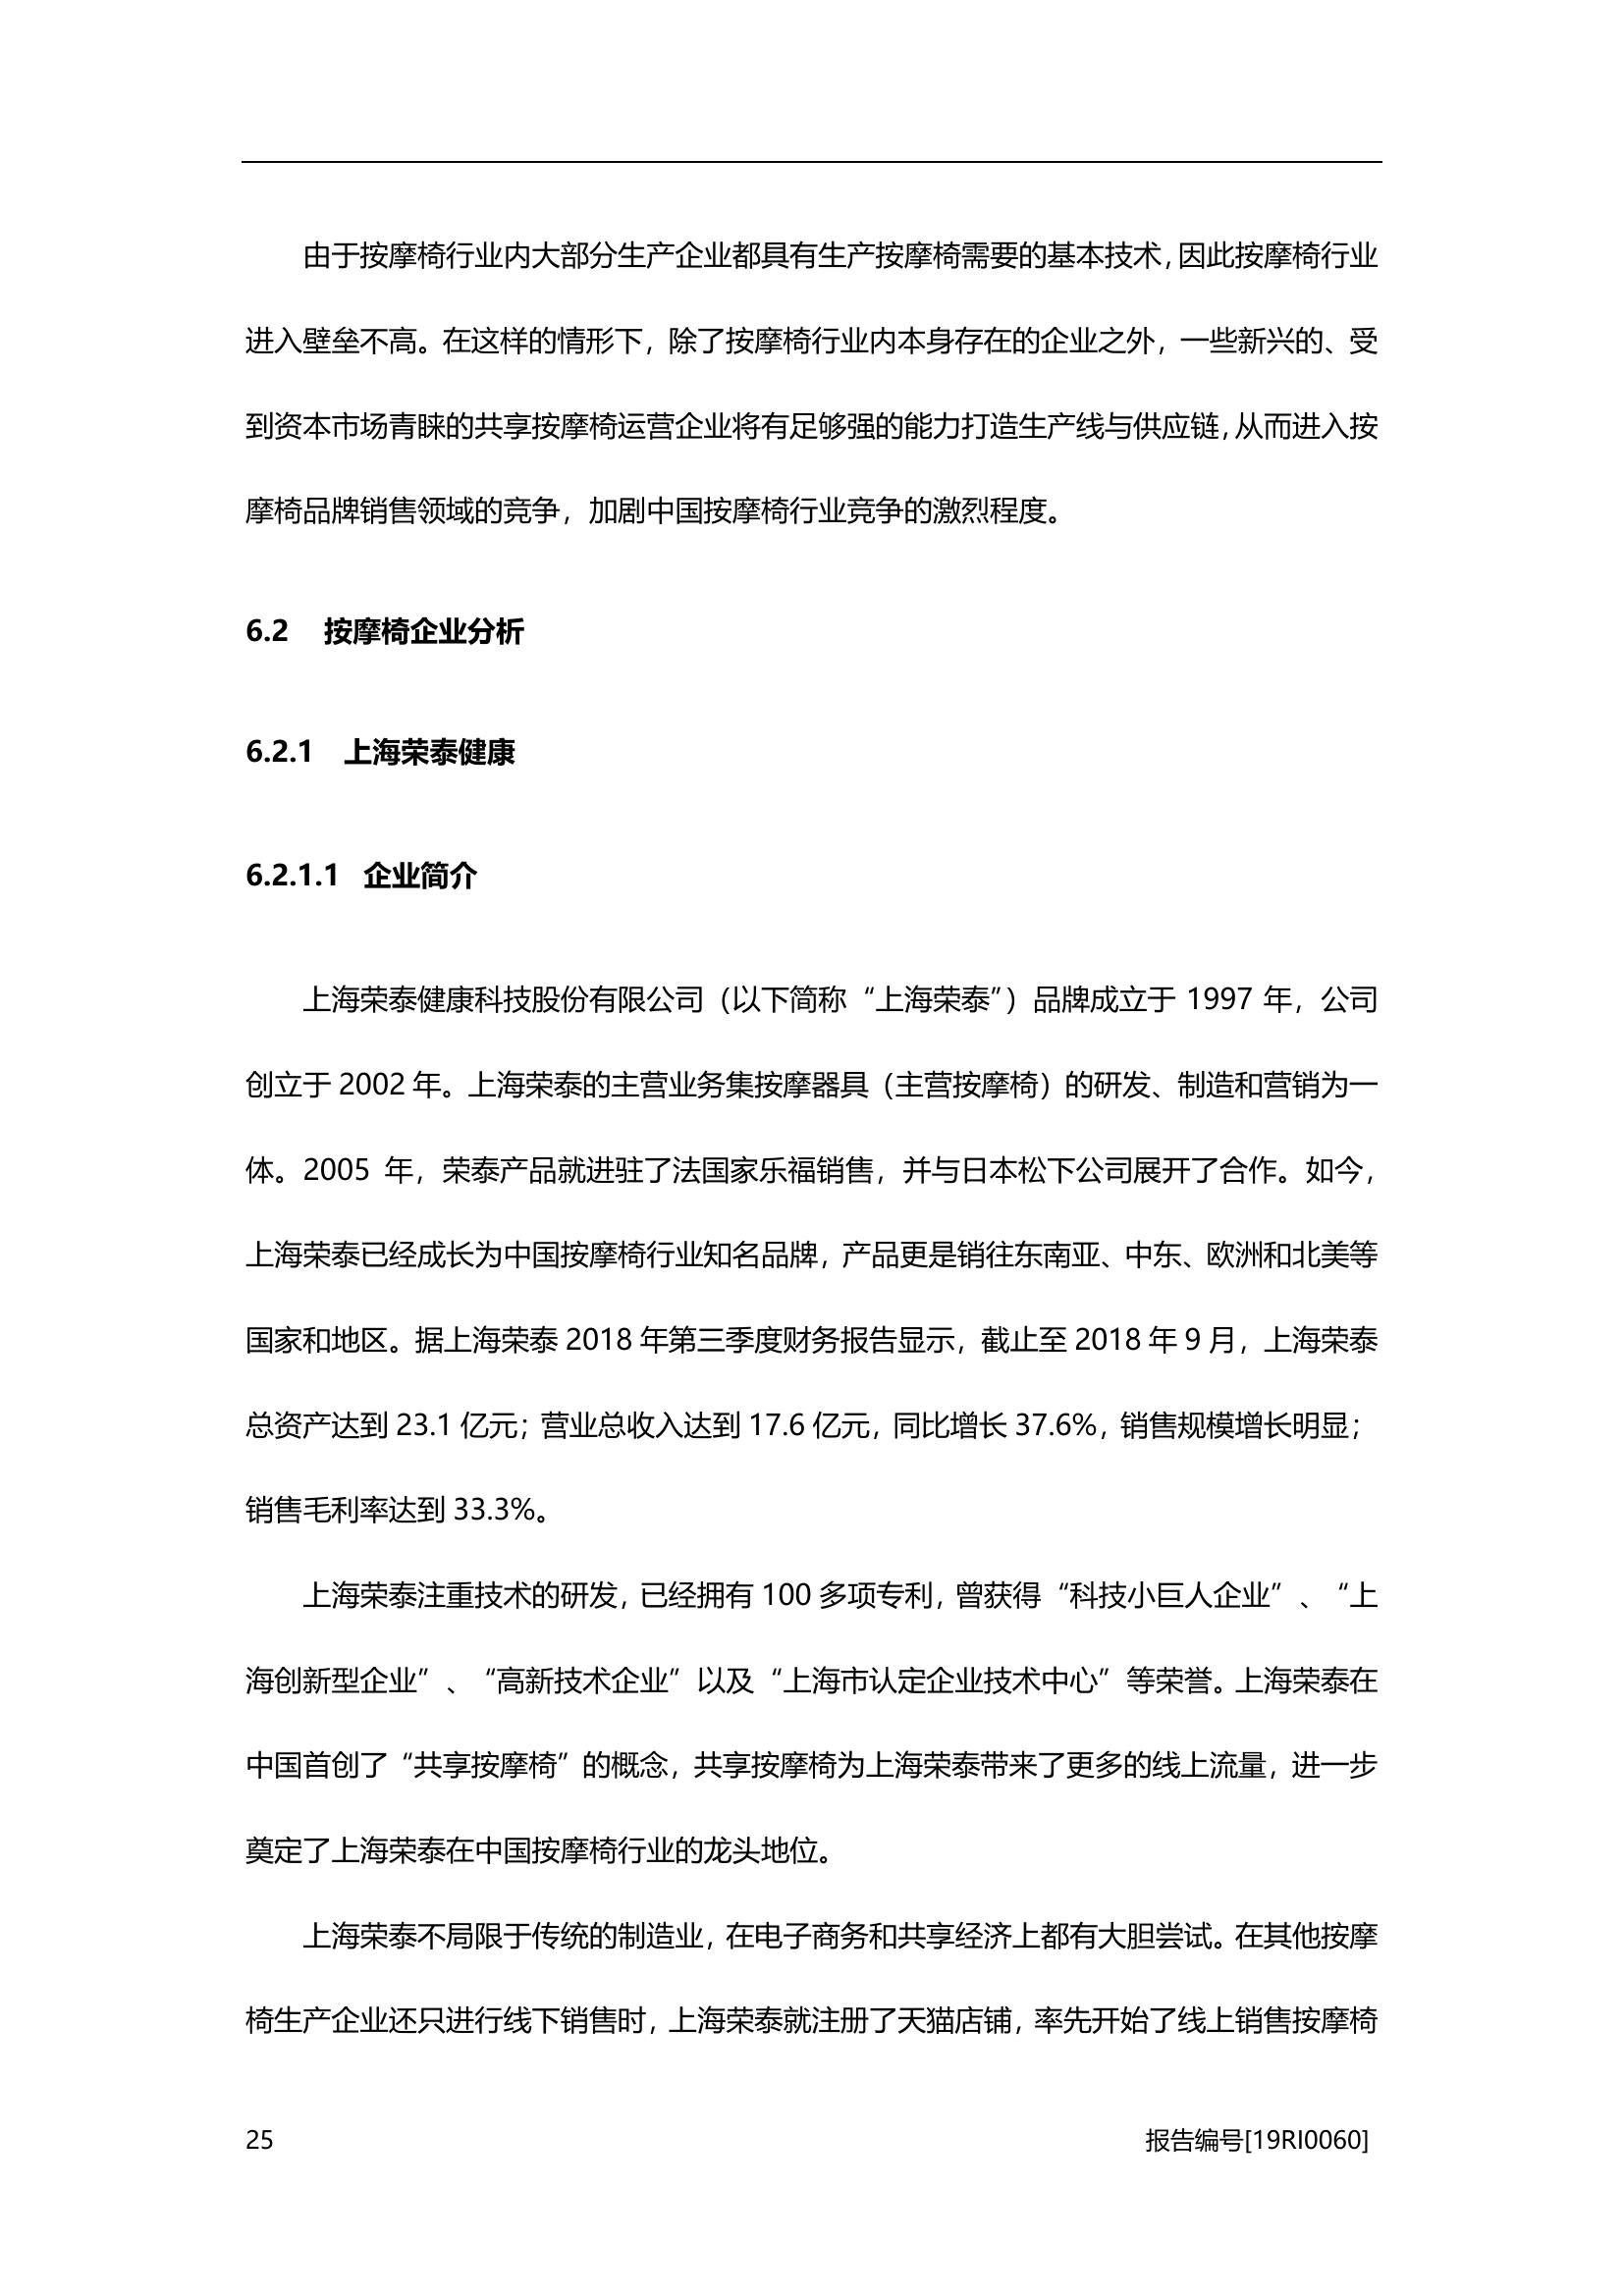 由于按摩椅行业内大部分生产企业都具有生产按摩椅需要的基本技术，因此按摩椅行业
进入壁垒不高。在这样的情形下，除了按摩椅行业内本身存在的企业之外，一些新兴的、受
到资本市场青睐的共享按摩椅运营企业将有足够强的能力打造生产线与供应链，从而进入按
摩椅品牌销售领域的竞争，加剧中国按摩椅行业竞争的激烈程度。
6.2 按摩椅企业分析
6.2.1 上海荣泰健康
6.2.1.1 企业简介
上海荣泰健康科技股份有限公司（以下简称“上海荣泰”）品牌成立于 1997 年，公司
创立于 2002 年。上海荣泰的主营业务集按摩器具（主营按摩椅）的研发、制造和营销为一
体。2005 年，荣泰产品就进驻了法国家乐福销售，并与日本松下公司展开了合作。如今，
上海荣泰已经成长为中国按摩椅行业知名品牌，产品更是销往东南亚、中东、欧洲和北美等
国家和地区。据上海荣泰 2018 年第三季度财务报告显示，截止至 2018 年 9 月，上海荣泰
总资产达到 23.1 亿元；营业总收入达到 17.6 亿元，同比增长 37.6%，销售规模增长明显；
销售毛利率达到 33.3%。
上海荣泰注重技术的研发，已经拥有 100 多项专利，曾获得“科技小巨人企业”、“上
海创新型企业”、“高新技术企业”以及“上海市认定企业技术中心”等荣誉。上海荣泰在
中国首创了“共享按摩椅”的概念，共享按摩椅为上海荣泰带来了更多的线上流量，进一步
奠定了上海荣泰在中国按摩椅行业的龙头地位。
上海荣泰不局限于传统的制造业，在电子商务和共享经济上都有大胆尝试。在其他按摩
椅生产企业还只进行线下销售时，上海荣泰就注册了天猫店铺，率先开始了线上销售按摩椅
25 报告编号[19RI0060]